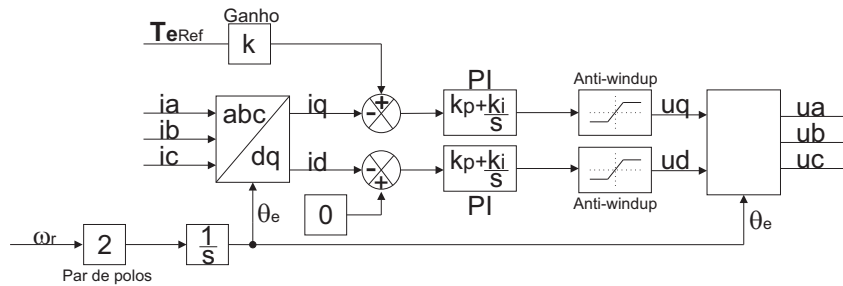 Ganho
TeRef
k
PI
Anti-windup
ia
ib
ic
abc
dq
iq
id
-
+
-
+
kp+ki/s
kp+ki/s
PI
uq
ud
Anti-windup
ua
ub
uc
θe
0
θe
ωr
2
1/s
Par de polos